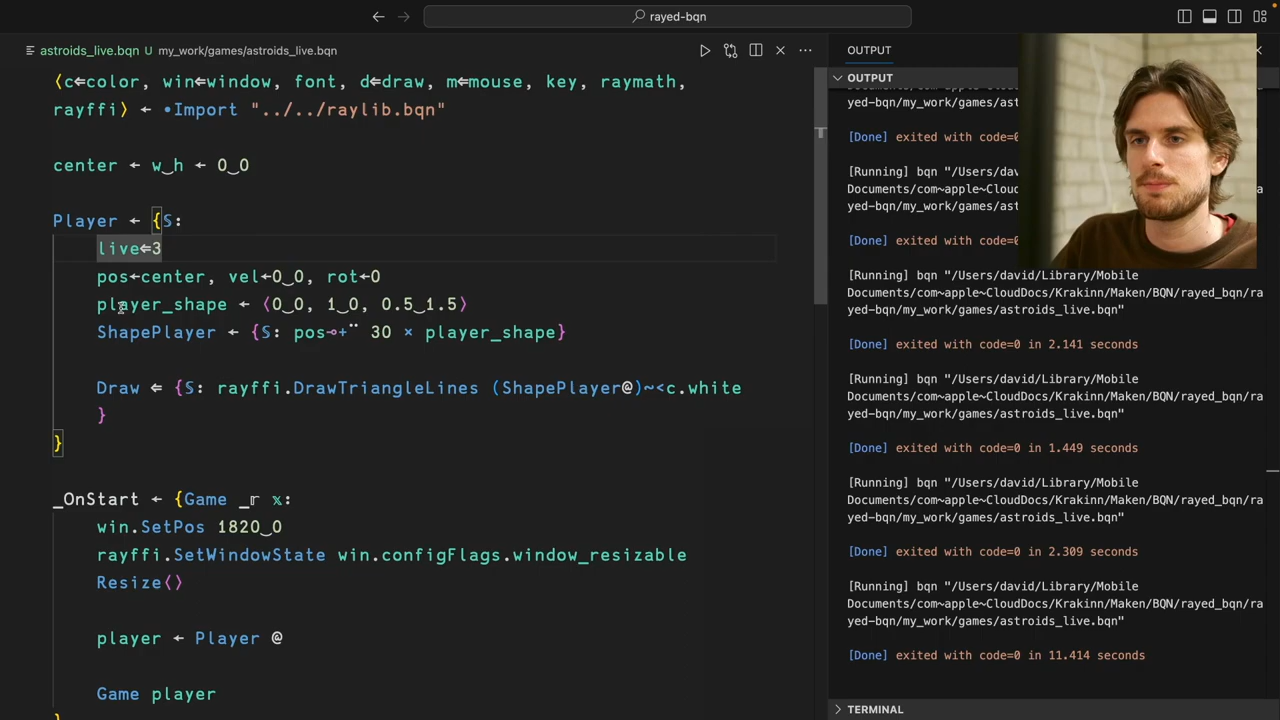 rayed-bqn
astroids_live.bqn U my_work/games/astroids_live.bqn
⟨c⇐color, win⇐window, font, d⇐draw, m⇐mouse, key, raymath,
rayffi⟩ ← •Import "../../raylib.bqn"
center ← w‿h ← 0‿0
Player ← {𝕊:
live⇐3
pos←center, vel←0‿0, rot←0
player_shape ← ⟨0‿0, 1‿0, 0.5‿1.5⟩
ShapePlayer ← {𝕊: pos⊸+¨ 30 × player_shape}
Draw ⇐ {𝕊: rayffi.DrawTriangleLines (ShapePlayer@)∾<c.white
}
}
_OnStart ← {Game _𝕣 𝕩:
win.SetPos 1820‿0
rayffi.SetWindowState win.configFlags.window_resizable
Resize⟨⟩
player ← Player @
Game player
}
OUTPUT
OUTPUT
yed-bqn/my_work/games/ast
[Done] exited with code=0
[Running] bqn "/Users/dav
Documents/com~apple~CloudD
yed-bqn/my_work/games/ast
[Done] exited with code=0
[Running] bqn "/Users/david/Library/Mobile
Documents/com~apple~CloudDocs/Krakinn/Maken/BQN/rayed_bqn/ra
yed-bqn/my_work/games/astroids_live.bqn"
[Done] exited with code=0 in 2.141 seconds
[Running] bqn "/Users/david/Library/Mobile
Documents/com~apple~CloudDocs/Krakinn/Maken/BQN/rayed_bqn/ra
yed-bqn/my_work/games/astroids_live.bqn"
[Done] exited with code=0 in 1.449 seconds
[Running] bqn "/Users/david/Library/Mobile
Documents/com~apple~CloudDocs/Krakinn/Maken/BQN/rayed_bqn/ra
yed-bqn/my_work/games/astroids_live.bqn"
[Done] exited with code=0 in 2.309 seconds
[Running] bqn "/Users/david/Library/Mobile
Documents/com~apple~CloudDocs/Krakinn/Maken/BQN/rayed_bqn/ra
yed-bqn/my_work/games/astroids_live.bqn"
[Done] exited with code=0 in 11.414 seconds
TERMINAL